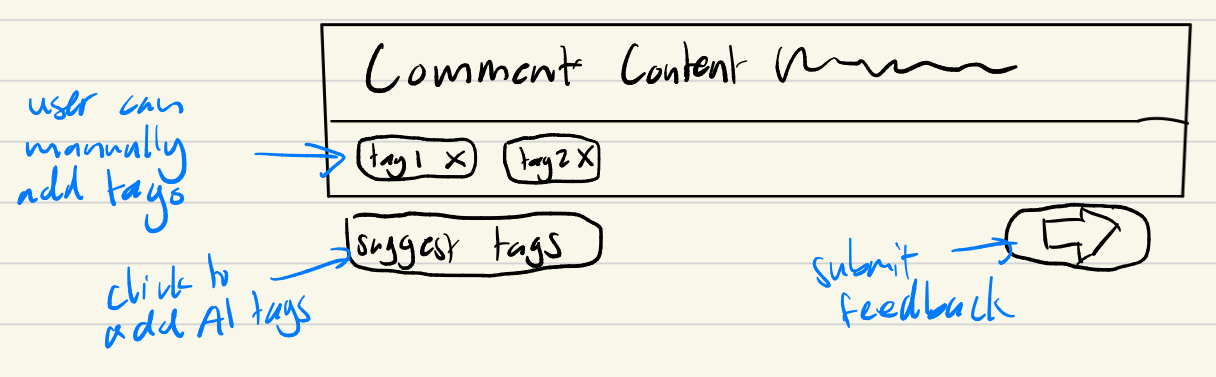 Comment Content
user can
manually
add tags
tag1 X
tag2 X
suggest tags
click to
add AI tags
submit
feedback